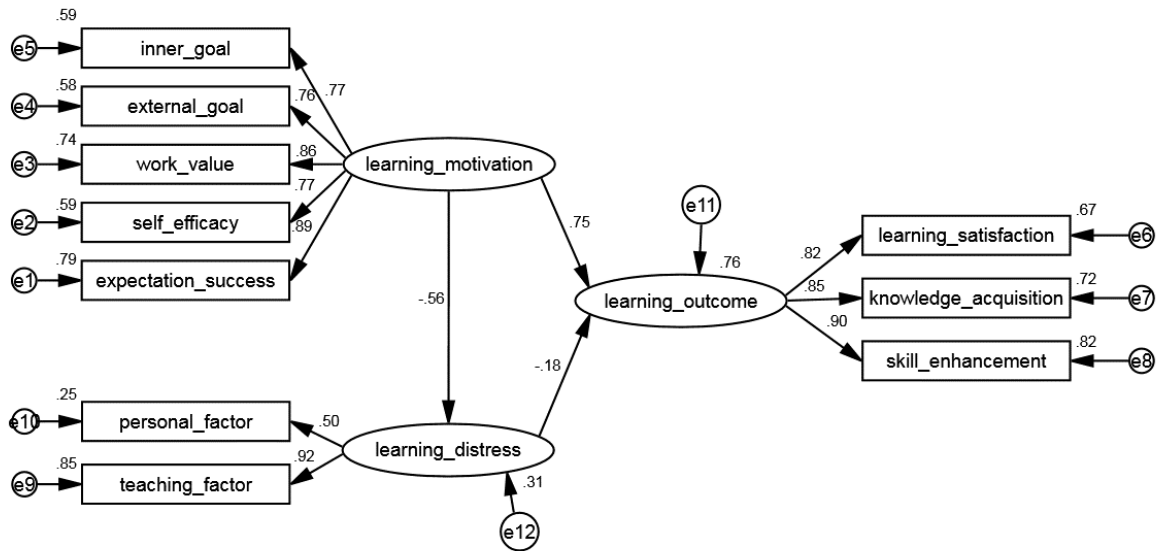 .59
e5
inner_goal
.77
.58
e4
external_goal
.76
.74
e3
work_value
.86
learning_motivation
.59
e2
self_efficacy
.77
.79
e1
expectation_success
.89
-.56
.75
e11
.76
learning_outcome
-.18
.82
learning_satisfaction
.67
e6
.85
knowledge_acquisition
.72
e7
.90
skill_enhancement
.82
e8
.25
e10
personal_factor
.50
learning_distress
.85
e9
teaching_factor
.92
.31
e12